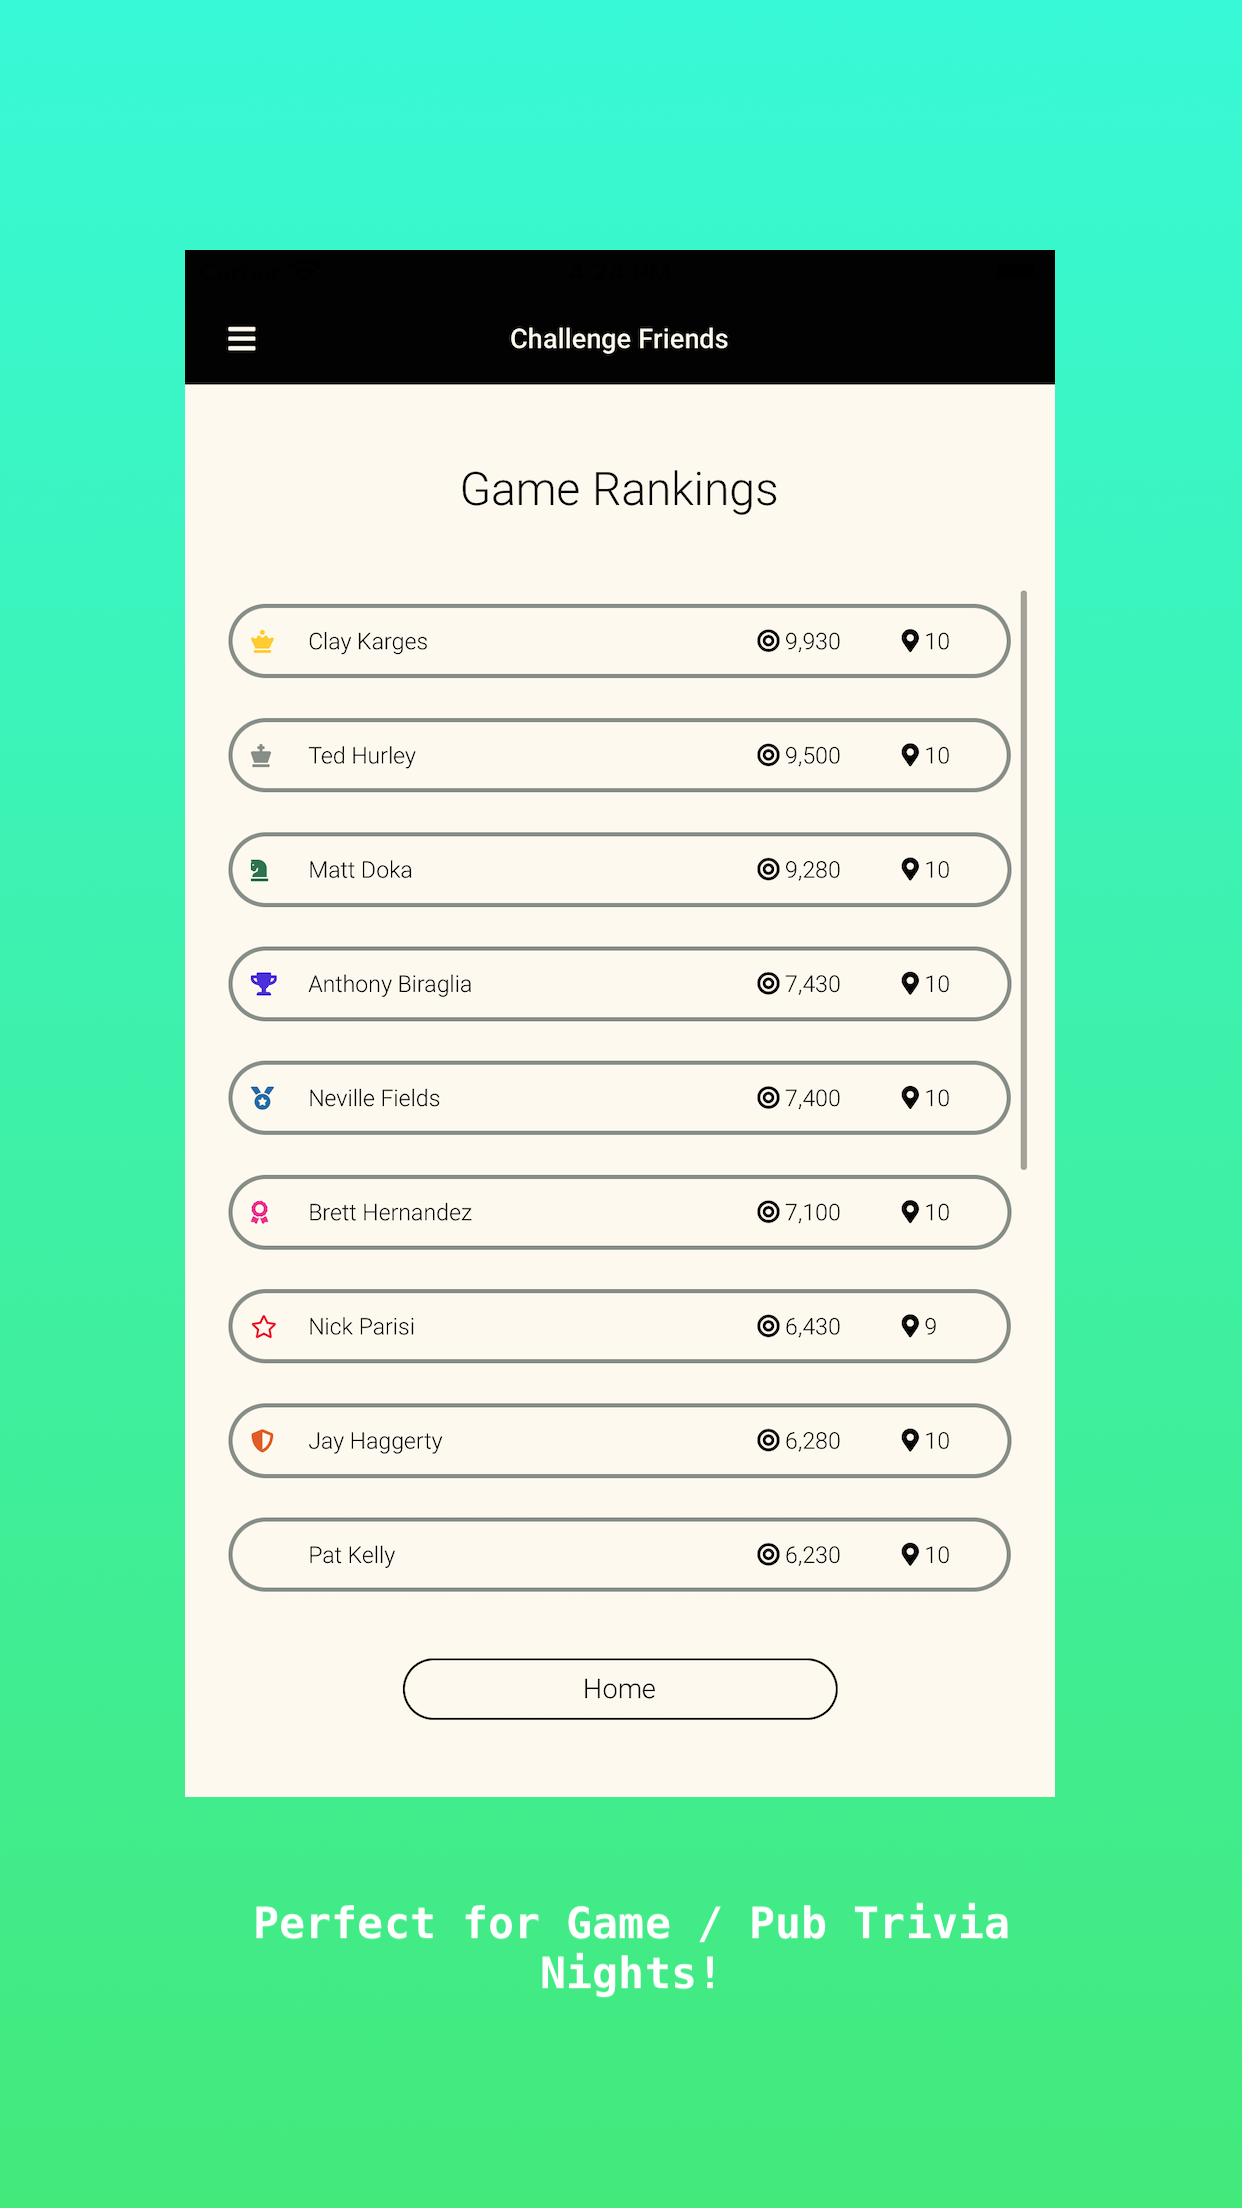 Challenge Friends
Game Rankings
Clay Karges 9,930 10
Ted Hurley 9,500 10
Matt Doka 9,280 10
Anthony Biraglia 7,430 10
Neville Fields 7,400 10
Brett Hernandez 7,100 10
Nick Parisi 6,430 9
Jay Haggerty 6,280 10
Pat Kelly 6,230 10
Home
Perfect for Game / Pub Trivia
Nights!